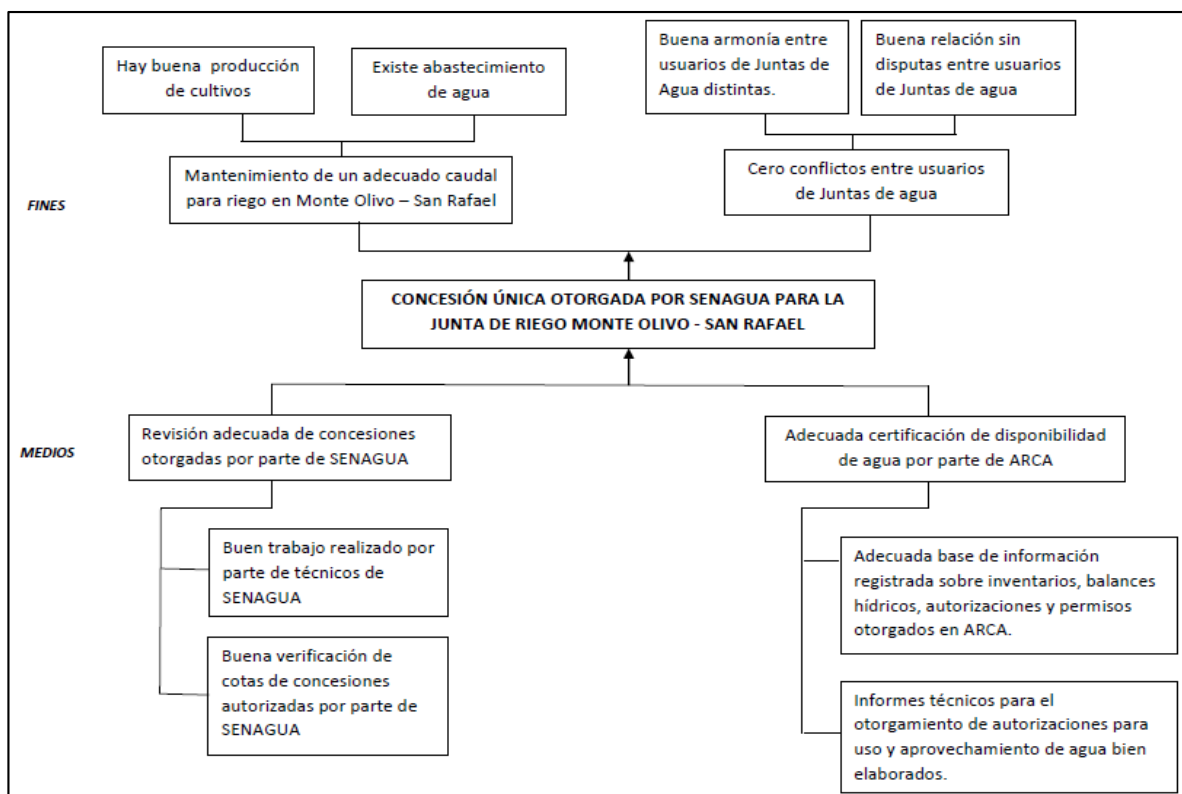 Hay buena producción
de cultivos
Existe abastecimiento
de agua
Buena armonía entre
usuarios de Juntas de
Agua distintas.
Buena relación sin
disputas entre usuarios
de Juntas de agua
Mantenimiento de un adecuado caudal
para riego en Monte Olivo – San Rafael
Cero conflictos entre usuarios
de Juntas de agua
FINES
CONCESIÓN ÚNICA OTORGADA POR SENAGUA PARA LA
JUNTA DE RIEGO MONTE OLIVO - SAN RAFAEL
MEDIOS
Revisión adecuada de concesiones
otorgadas por parte de SENAGUA
Adecuada certificación de disponibilidad
de agua por parte de ARCA
Buen trabajo realizado por
parte de técnicos de
SENAGUA
Buena verificación de
cotas de concesiones
autorizadas por parte de
SENAGUA
Adecuada base de información
registrada sobre inventarios, balances
hídricos, autorizaciones y permisos
otorgados en ARCA.
Informes técnicos para el
otorgamiento de autorizaciones para
uso y aprovechamiento de agua bien
elaborados.